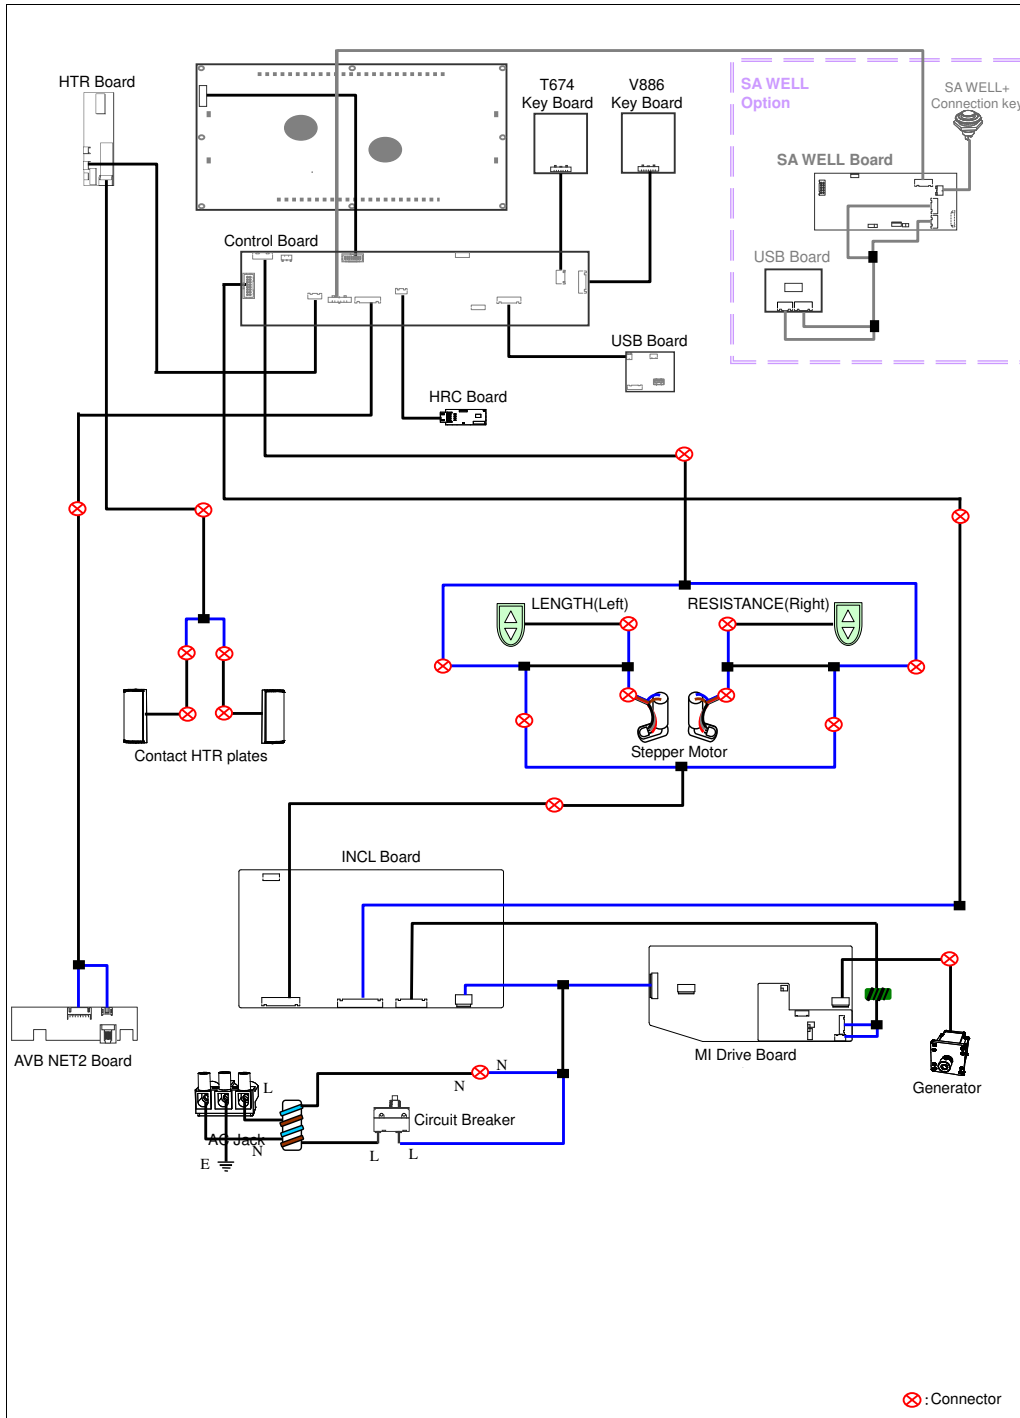 HTR Board
T674
Key Board
V886
Key Board
SA WELL
Option
SA WELL+
Connection key
SA WELL Board
Control Board
USB Board
USB Board
HRC Board
LENGTH(Left)
RESISTANCE(Right)
Contact HTR plates
Stepper Motor
INCL Board
AVB NET2 Board
MI Drive Board
Generator
L
N
N
Circuit Breaker
AC Jack
N
L
L
E
: Connector